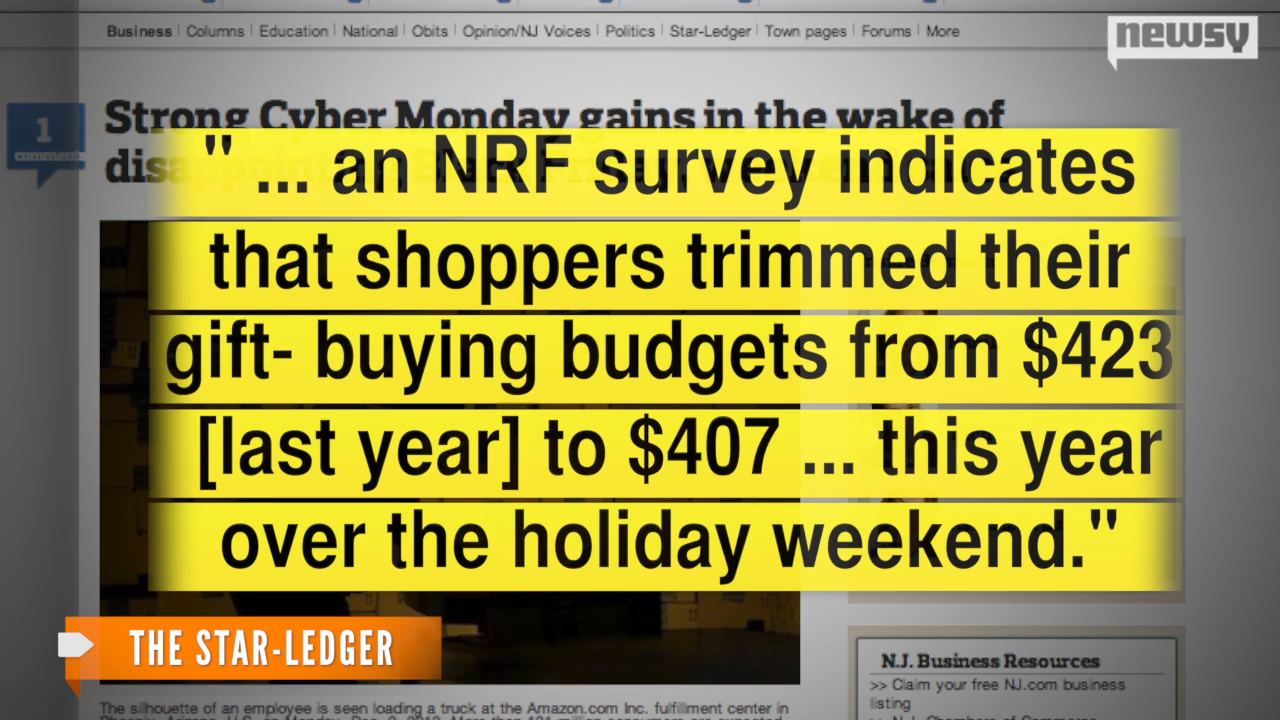 Business | Columns | Education | National | Obits | Opinion/NJ Voices | Politics | Star-Ledger | Town pages | Forums | More
newsy
1
comment
Strong Cyber Monday gains in the wake of
" ... an NRF survey indicates
that shoppers trimmed their
gift- buying budgets from $423
[last year] to $407 ... this year
over the holiday weekend."
THE STAR-LEDGER
N.J. Business Resources
>> Claim your free NJ.com business
listing
The silhouette of an employee is seen loading a truck at the Amazon.com Inc. fulfillment center in